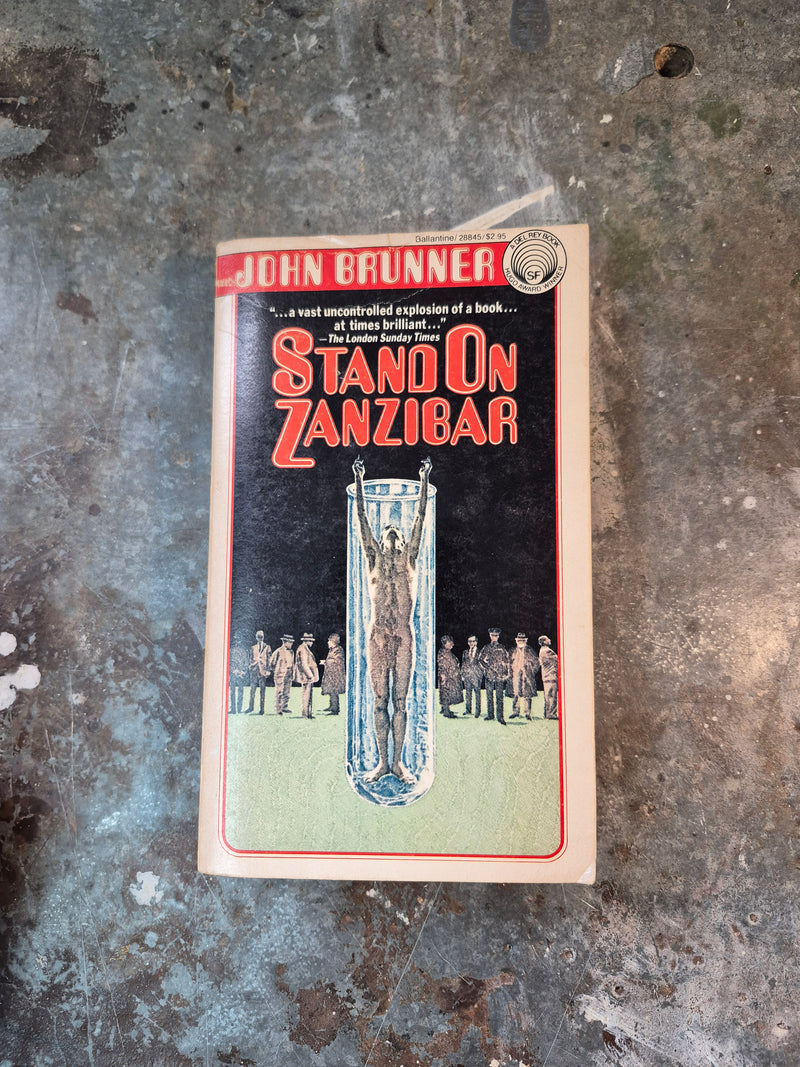 Ballantine/28845/$2.95
JOHN BRUNNER
A DEL REY BOOK
SF
HUGO AWARD WINNER
"...a vast uncontrolled explosion of a book...
at times brilliant..."
—The London Sunday Times
STAND ON
ZANZIBAR